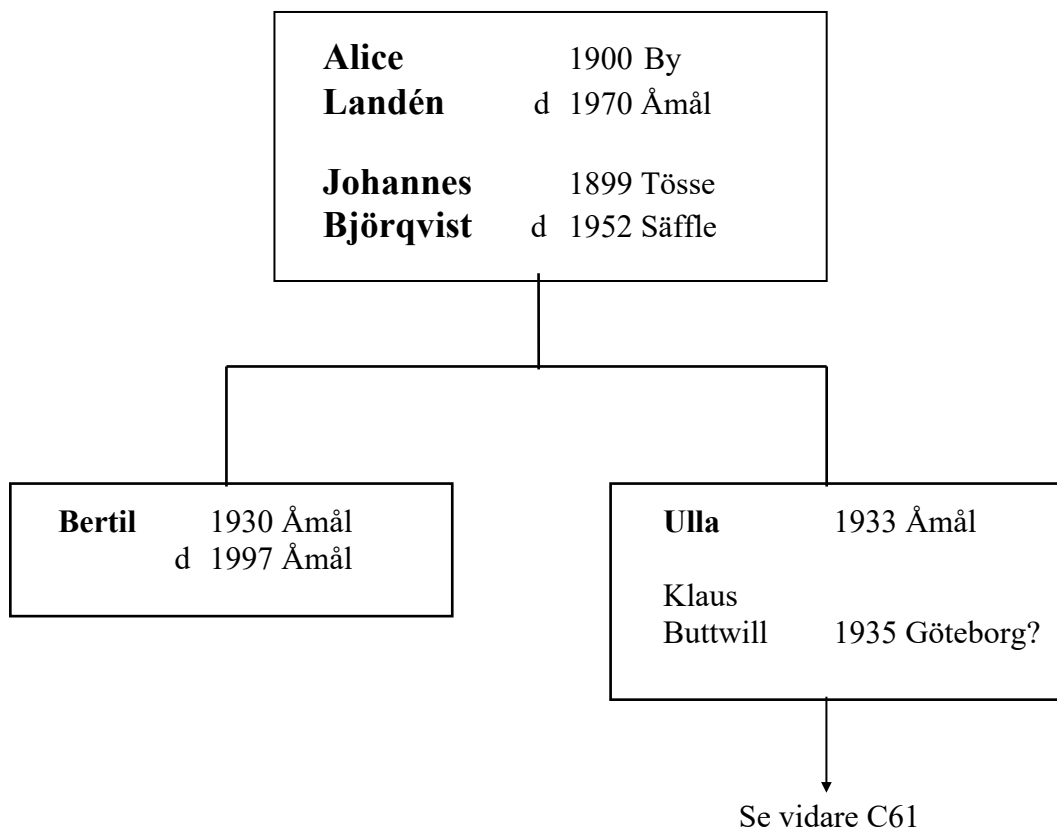 Alice 1900 By
Landén d 1970 Åmål
Johannes 1899 Tösse
Björqvist d 1952 Säffle
Bertil 1930 Åmål
d 1997 Åmål
Ulla 1933 Åmål
Klaus
Buttwill 1935 Göteborg?
Se vidare C61